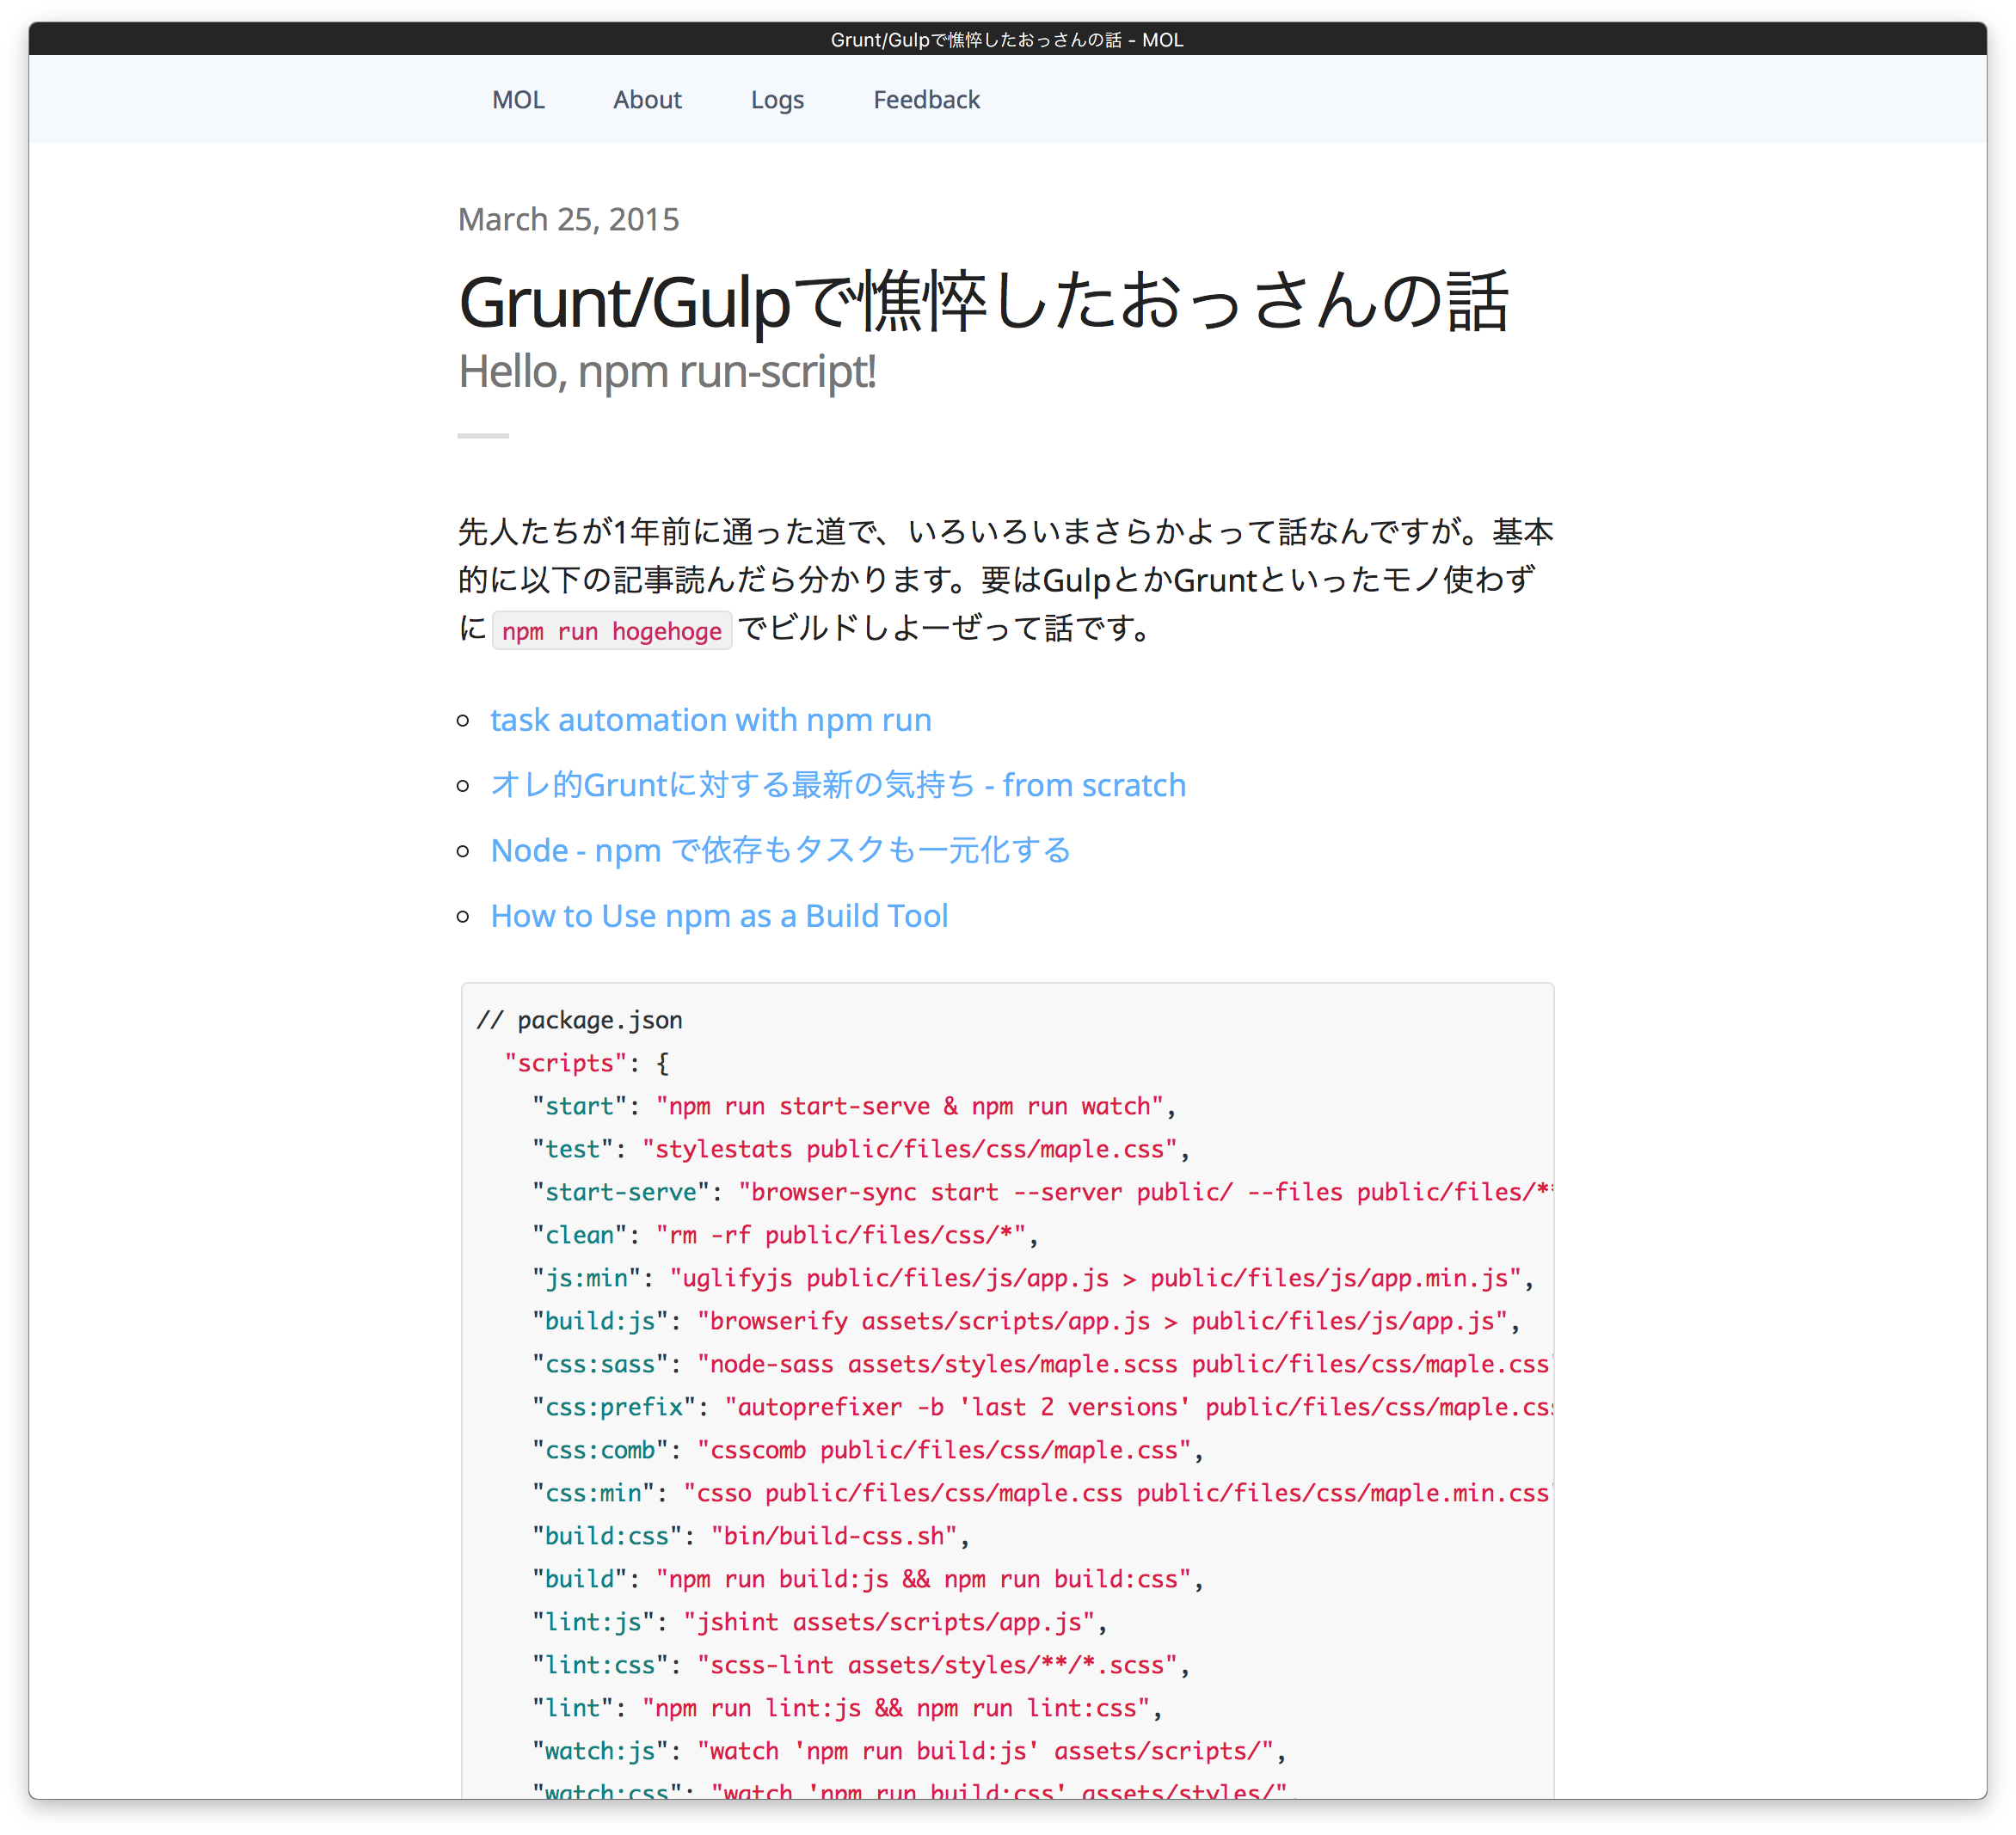 Grunt/Gulpで憔悴したおっさんの話 - MOL
MOL About Logs Feedback
March 25, 2015
Grunt/Gulpで憔悴したおっさんの話
Hello, npm run-script!
先人たちが1年前に通った道で、いろいろいまさらかよって話なんですが。基本
的に以下の記事読んだら分かります。要はGulpとかGruntといったモノ使わず
に npm run hogehoge でビルドしよーぜって話です。
task automation with npm run
オレ的Gruntに対する最新の気持ち - from scratch
Node - npm で依存もタスクも一元化する
How to Use npm as a Build Tool
// package.json
"scripts": {
"start": "npm run start-serve & npm run watch",
"test": "stylestats public/files/css/maple.css",
"start-serve": "browser-sync start --server public/ --files public/files/**
"clean": "rm -rf public/files/css/*",
"js:min": "uglifyjs public/files/js/app.js > public/files/js/app.min.js",
"build:js": "browserify assets/scripts/app.js > public/files/js/app.js",
"css:sass": "node-sass assets/styles/maple.scss public/files/css/maple.css"
"css:prefix": "autoprefixer -b 'last 2 versions' public/files/css/maple.css
"css:comb": "csscomb public/files/css/maple.css",
"css:min": "csso public/files/css/maple.css public/files/css/maple.min.css"
"build:css": "bin/build-css.sh",
"build": "npm run build:js && npm run build:css",
"lint:js": "jshint assets/scripts/app.js",
"lint:css": "scss-lint assets/styles/**/*.scss",
"lint": "npm run lint:js && npm run lint:css",
"watch:js": "watch 'npm run build:js' assets/scripts/",
"watch:css": "watch 'npm run build:css' assets/styles/",